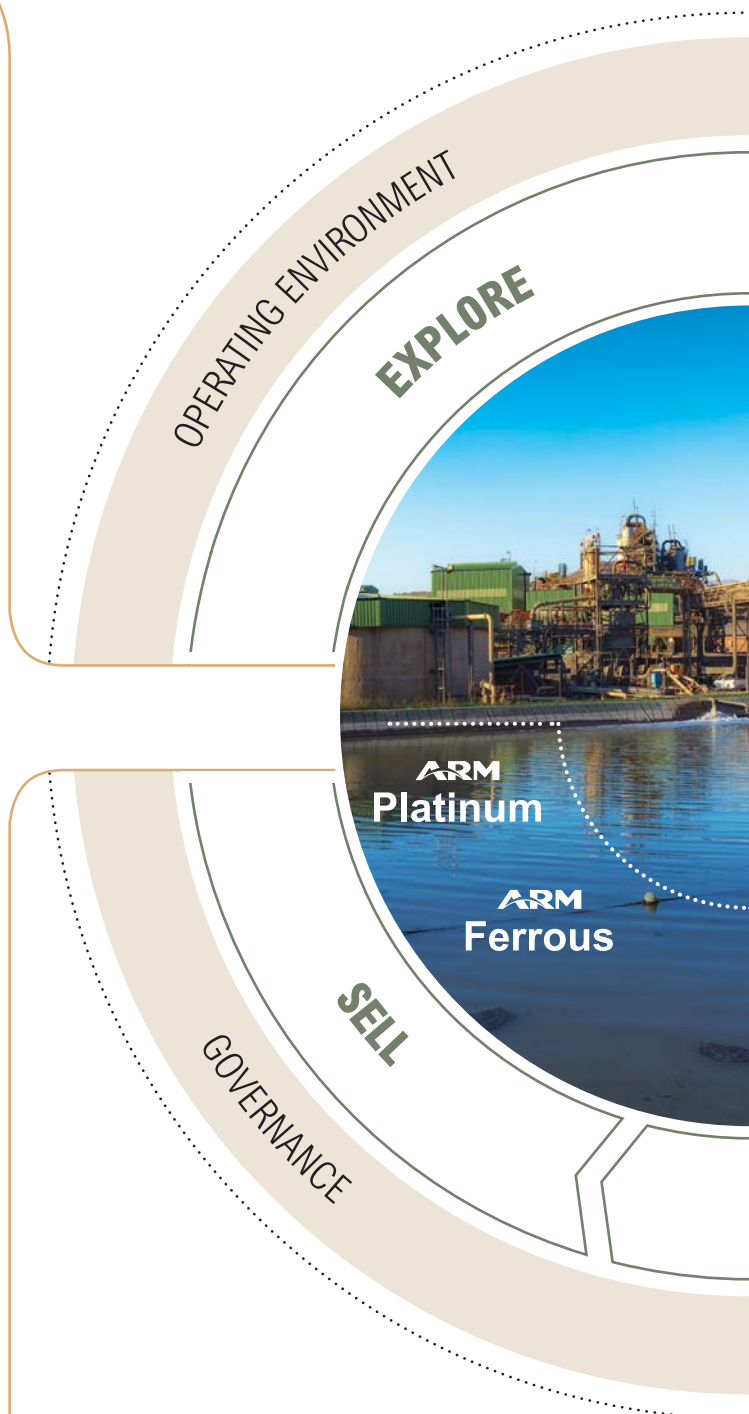 OPERATING ENVIRONMENT
EXPLORE
ARM
Platinum
ARM
Ferrous
SELL
GOVERNANCE